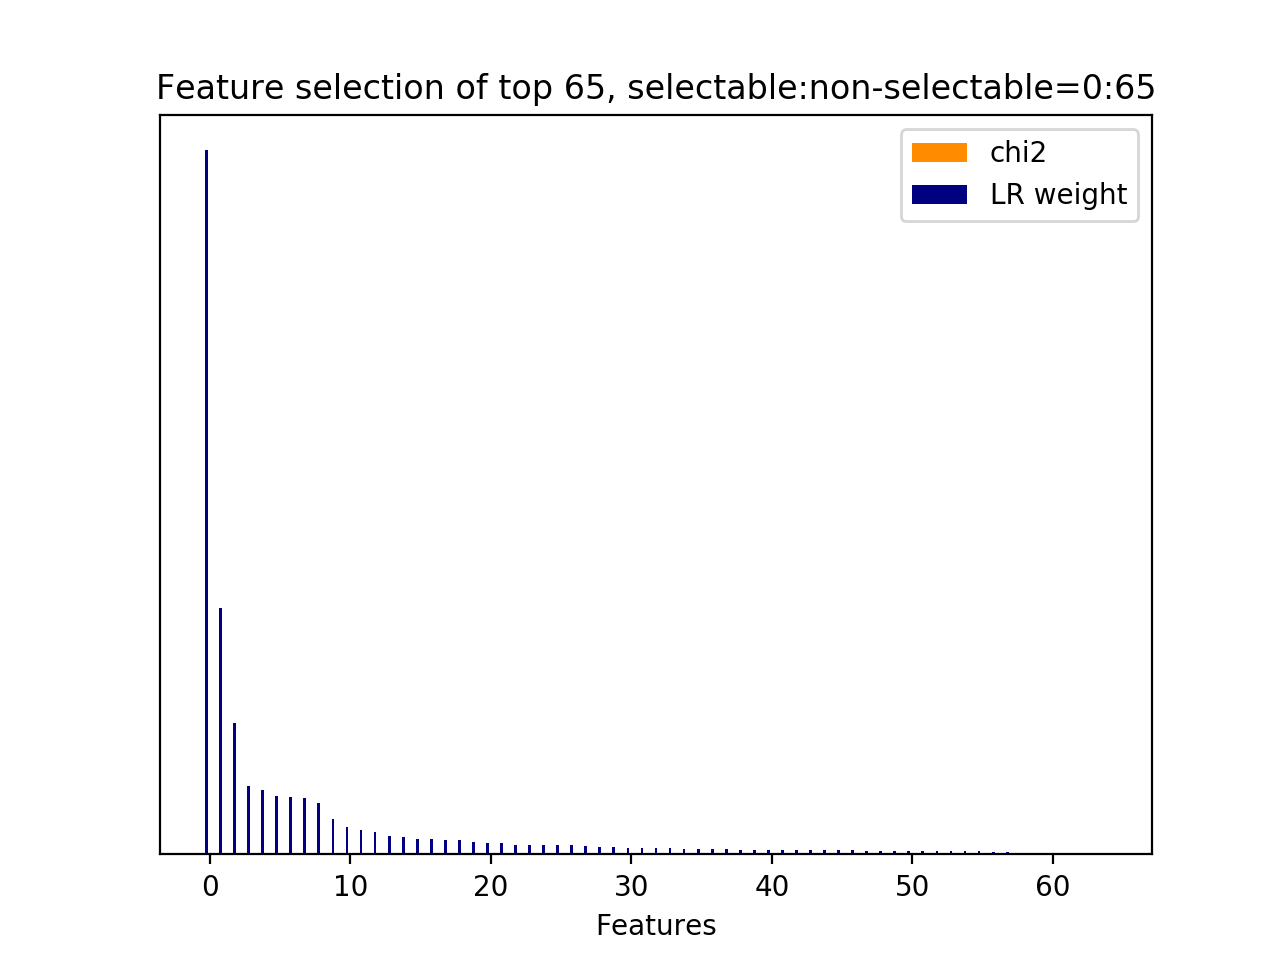 Feature selection of top 65, selectable:non-selectable=0:65
chi2
LR weight
0 10 20 30 40 50 60
Features